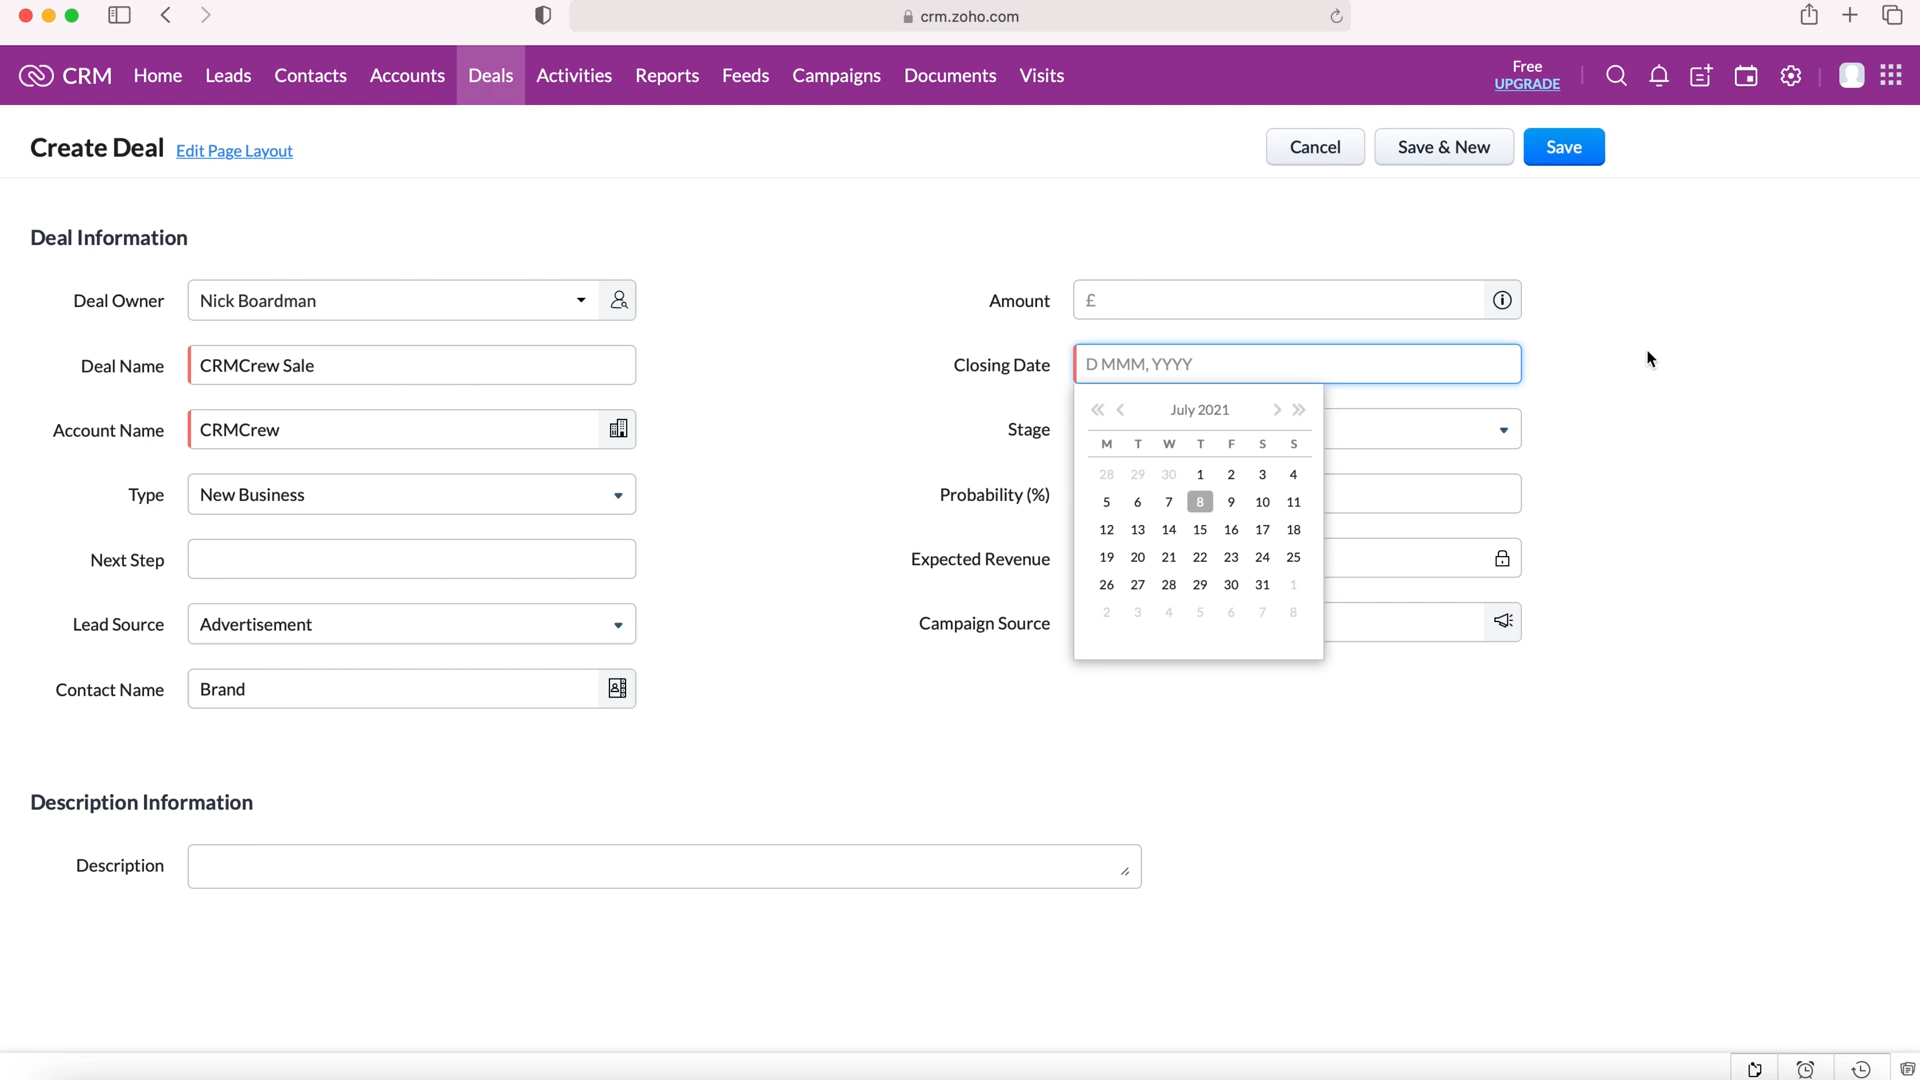 crm.zoho.com
CRM Home Leads Contacts Accounts Deals Activities Reports Feeds Campaigns Documents Visits Free
UPGRADE
Create Deal Edit Page Layout Cancel Save & New Save
Deal Information
Deal Owner Nick Boardman Amount £
Deal Name CRMCrew Sale Closing Date D MMM, YYYY
July 2021
Account Name CRMCrew Stage
M T W T F S S
28 29 30 1 2 3 4
Type New Business Probability (%)
5 6 7 8 9 10 11
12 13 14 15 16 17 18
Next Step Expected Revenue
19 20 21 22 23 24 25
26 27 28 29 30 31 1
2 3 4 5 6 7 8
Lead Source Advertisement Campaign Source
Contact Name Brand
Description Information
Description